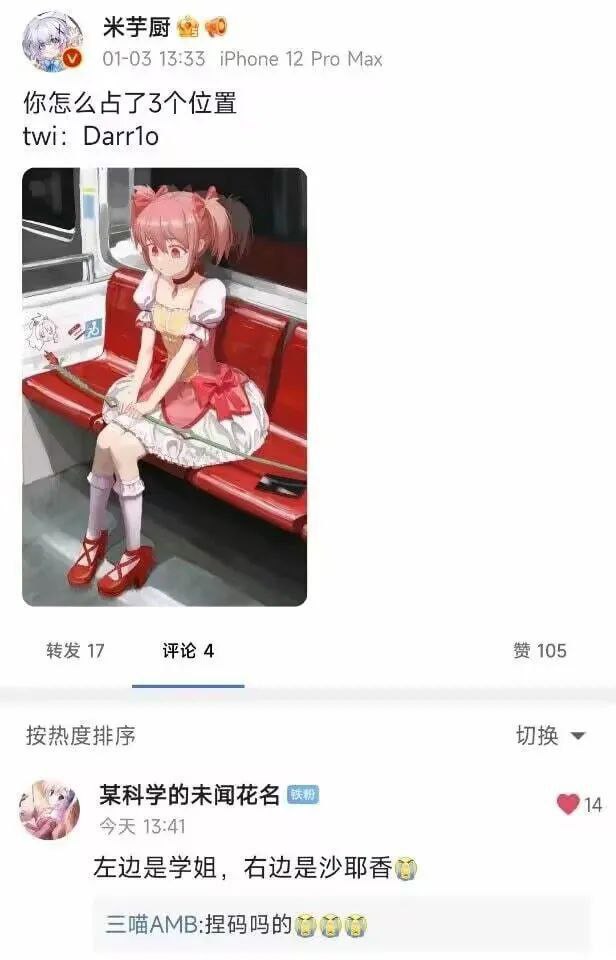 米芋厨
01-03 13:33 iPhone 12 Pro Max
你怎么占了3个位置
twi：Darr1o
转发 17 评论 4 赞 105
按热度排序 切换
某科学的未闻花名 铁粉
14
今天 13:41
左边是学姐，右边是沙耶香
三喵AMB:捏码吗的